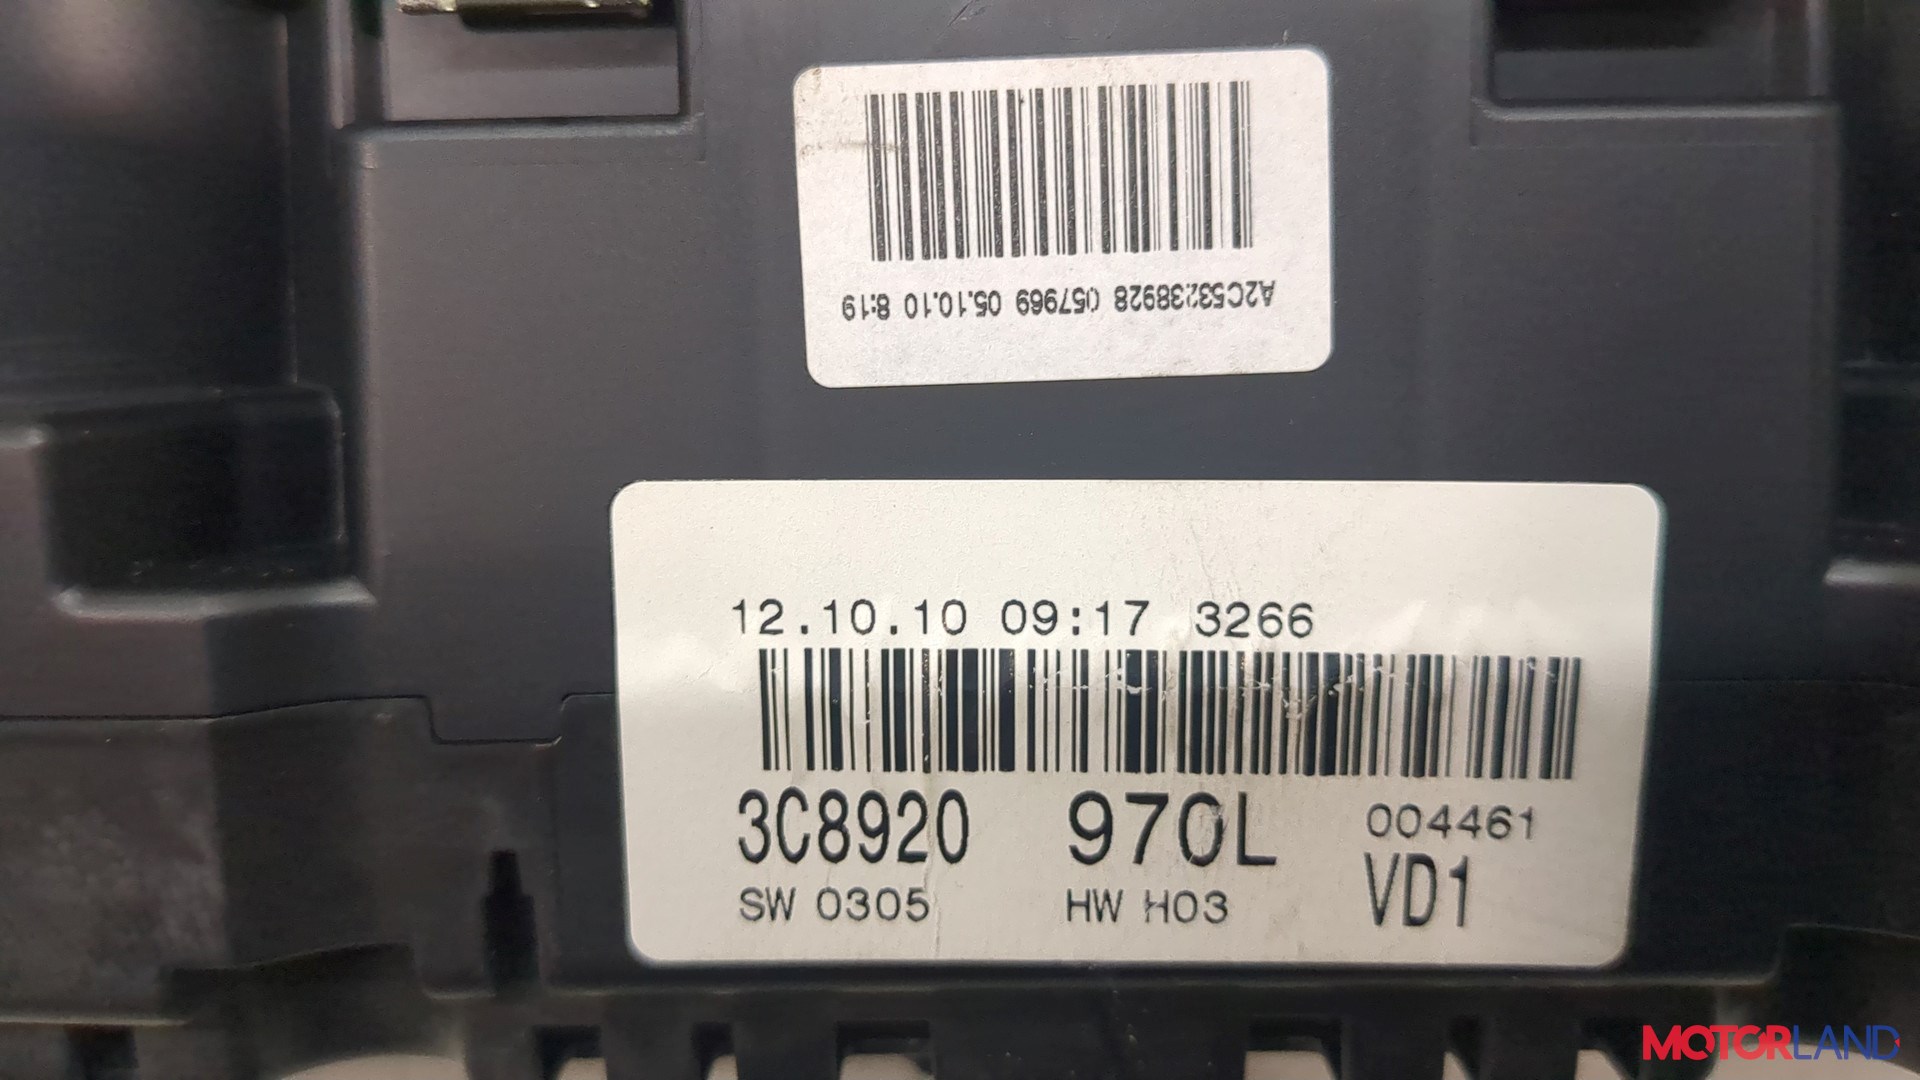 A2C53238928 057969 05.10.10 8:19
12.10.10 09:17 3266
3C8920 970L 004461
SW 0305 HW H03 VD1
MOTORLAND